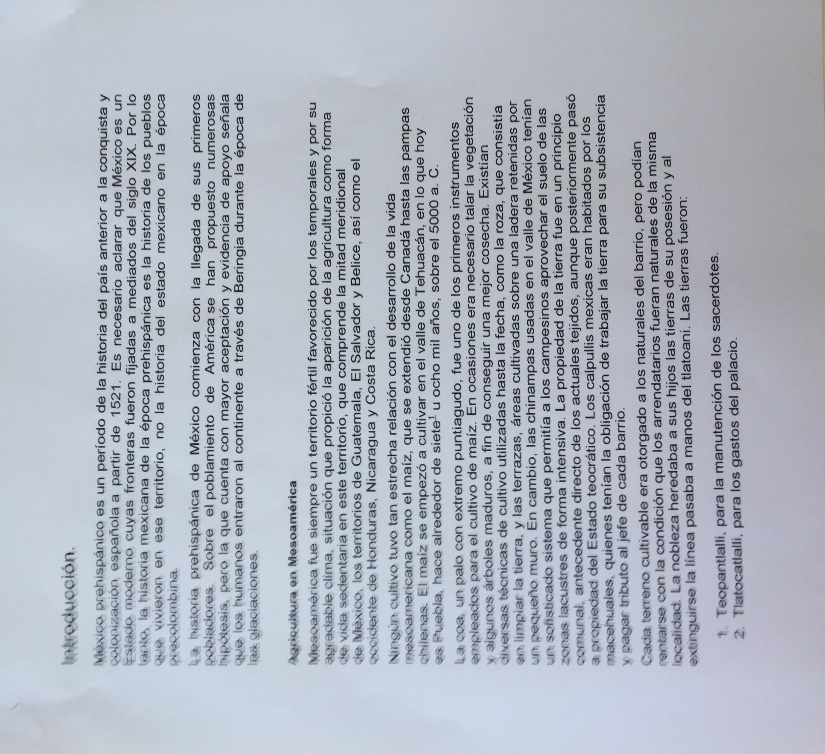 Introducción.
México prehispánico es un período de la historia del país anterior a la conquista y
colonización española a partir de 1521. Es necesario aclarar que México es un
Estado moderno cuyas fronteras fueron fijadas a mediados del siglo XIX. Por lo
tanto, la historia mexicana de la época prehispánica es la historia de los pueblos
que vivieron en ese territorio, no la historia del estado mexicano en la época
precolombina.
La historia prehispánica de México comienza con la llegada de sus primeros
pobladores. Sobre el poblamiento de América se han propuesto numerosas
hipótesis, pero la que cuenta con mayor aceptación y evidencia de apoyo señala
que los humanos entraron al continente a través de Beringia durante la época de
las glaciaciones.
Agricultura en Mesoamérica
Mesoamérica fue siempre un territorio fértil favorecido por los temporales y por su
agradable clima, situación que propició la aparición de la agricultura como forma
de vida sedentaria en este territorio, que comprende la mitad meridional
de México, los territorios de Guatemala, El Salvador y Belice, así como el
occidente de Honduras, Nicaragua y Costa Rica.
Ningún cultivo tuvo tan estrecha relación con el desarrollo de la vida
mesoamericana como el maíz, que se extendió desde Canadá hasta las pampas
chilenas. El maíz se empezó a cultivar en el valle de Tehuacán, en lo que hoy
es Puebla, hace alrededor de siete¹ u ocho mil años, sobre el 5000 a. C.
La coa, un palo con extremo puntiagudo, fue uno de los primeros instrumentos
empleados para el cultivo de maíz. En ocasiones era necesario talar la vegetación
y algunos árboles maduros, a fin de conseguir una mejor cosecha. Existían
diversas técnicas de cultivo utilizadas hasta la fecha, como la roza, que consistía
en limpiar la tierra, y las terrazas, áreas cultivadas sobre una ladera retenidas por
un pequeño muro. En cambio, las chinampas usadas en el valle de México tenían
un sofisticado sistema que permitía a los campesinos aprovechar el suelo de las
zonas lacustres de forma intensiva. La propiedad de la tierra fue en un principio
comunal, antecedente directo de los actuales tejidos, aunque posteriormente pasó
a propiedad del Estado teocrático. Los calpullis mexicas eran habitados por los
macehuales, quienes tenían la obligación de trabajar la tierra para su subsistencia
y pagar tributo al jefe de cada barrio.
Cada terreno cultivable era otorgado a los naturales del barrio, pero podían
rentarse con la condición que los arrendatarios fueran naturales de la misma
localidad. La nobleza heredaba a sus hijos las tierras de su posesión y al
extinguirse la línea pasaba a manos del tlatoani. Las tierras fueron:
1. Teopantlalli, para la manutención de los sacerdotes.
2. Tlatocatlalli, para los gastos del palacio.